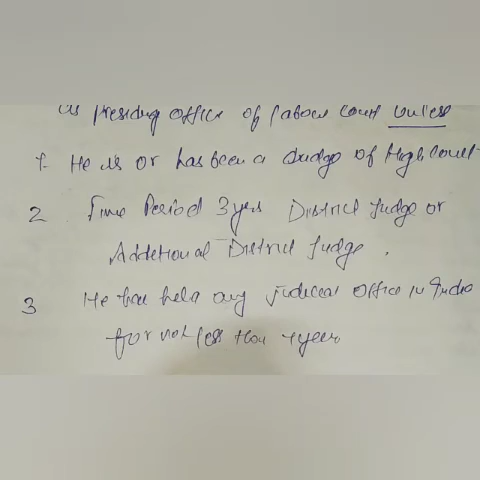 as presiding office of labour court unless
1- He is or has been a Judge of High court
2 Time Period 3 yers District Judge or
Additional District Judge.
3 He has held any judicial office in India
for not less than 7 years